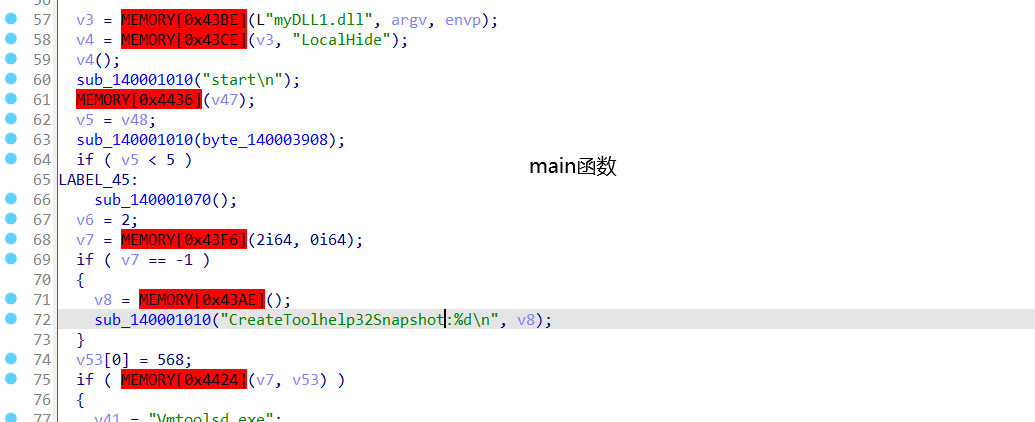 57 v3 = MEMORY[0x43BE](L"myDLL1.dll", argv, envp);
58 v4 = MEMORY[0x43CE](v3, "LocalHide");
59 v4();
60 sub_140001010("start\n");
61 MEMORY[0x4436](v47);
62 v5 = v48;
63 sub_140001010(byte_140003908);
64 if ( v5 < 5 )
main函数
65 LABEL_45:
66 sub_140001070();
67 v6 = 2;
68 v7 = MEMORY[0x43F6](2i64, 0i64);
69 if ( v7 == -1 )
70 {
71 v8 = MEMORY[0x43AE]();
72 sub_140001010("CreateToolhelp32Snapshot:%d\n", v8);
73 }
74 v53[0] = 568;
75 if ( MEMORY[0x4424](v7, v53) )
76 {
77 v41 = "Vmtoolsd.exe";